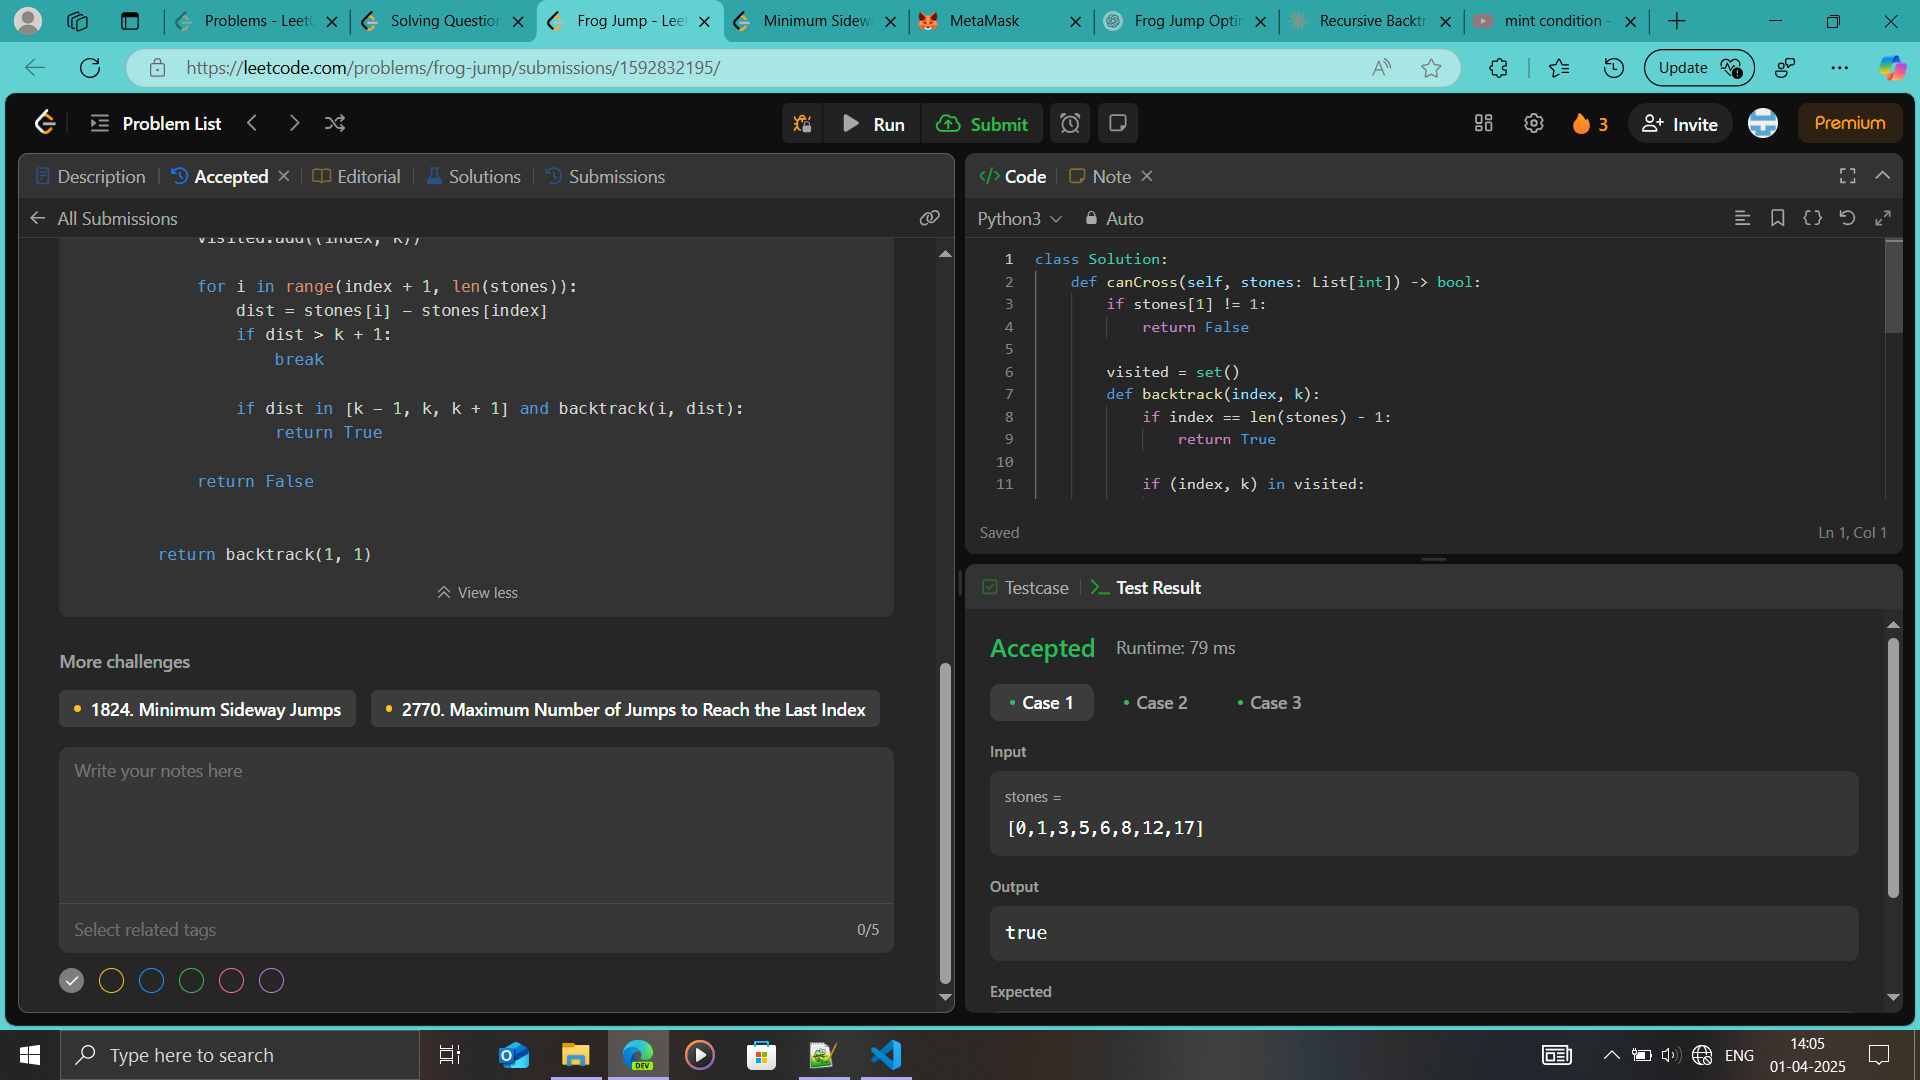 Problems - Leet
Solving Question
Frog Jump - Leet
Minimum Sidew
MetaMask
Frog Jump Opti
Recursive Backtr
mint condition -
https://leetcode.com/problems/frog-jump/submissions/1592832195/
Update
Problem List
Run
Submit
3
Invite
Premium
Description
Accepted
Editorial
Solutions
Submissions
All Submissions
visited.add((index, k))
for i in range(index + 1, len(stones)):
dist = stones[i] - stones[index]
if dist > k + 1:
break
if dist in [k - 1, k, k + 1] and backtrack(i, dist):
return True
return False
return backtrack(1, 1)
View less
More challenges
1824. Minimum Sideway Jumps
2770. Maximum Number of Jumps to Reach the Last Index
Write your notes here
Select related tags
0/5
Code
Note
Python3
Auto
1 class Solution:
2 def canCross(self, stones: List[int]) -> bool:
3 if stones[1] != 1:
4 return False
5
6 visited = set()
7 def backtrack(index, k):
8 if index == len(stones) - 1:
9 return True
10
11 if (index, k) in visited:
Saved
Ln 1, Col 1
Testcase
Test Result
Accepted
Runtime: 79 ms
Case 1
Case 2
Case 3
Input
stones =
[0,1,3,5,6,8,12,17]
Output
true
Expected
Type here to search
DEV
ENG
14:05
01-04-2025